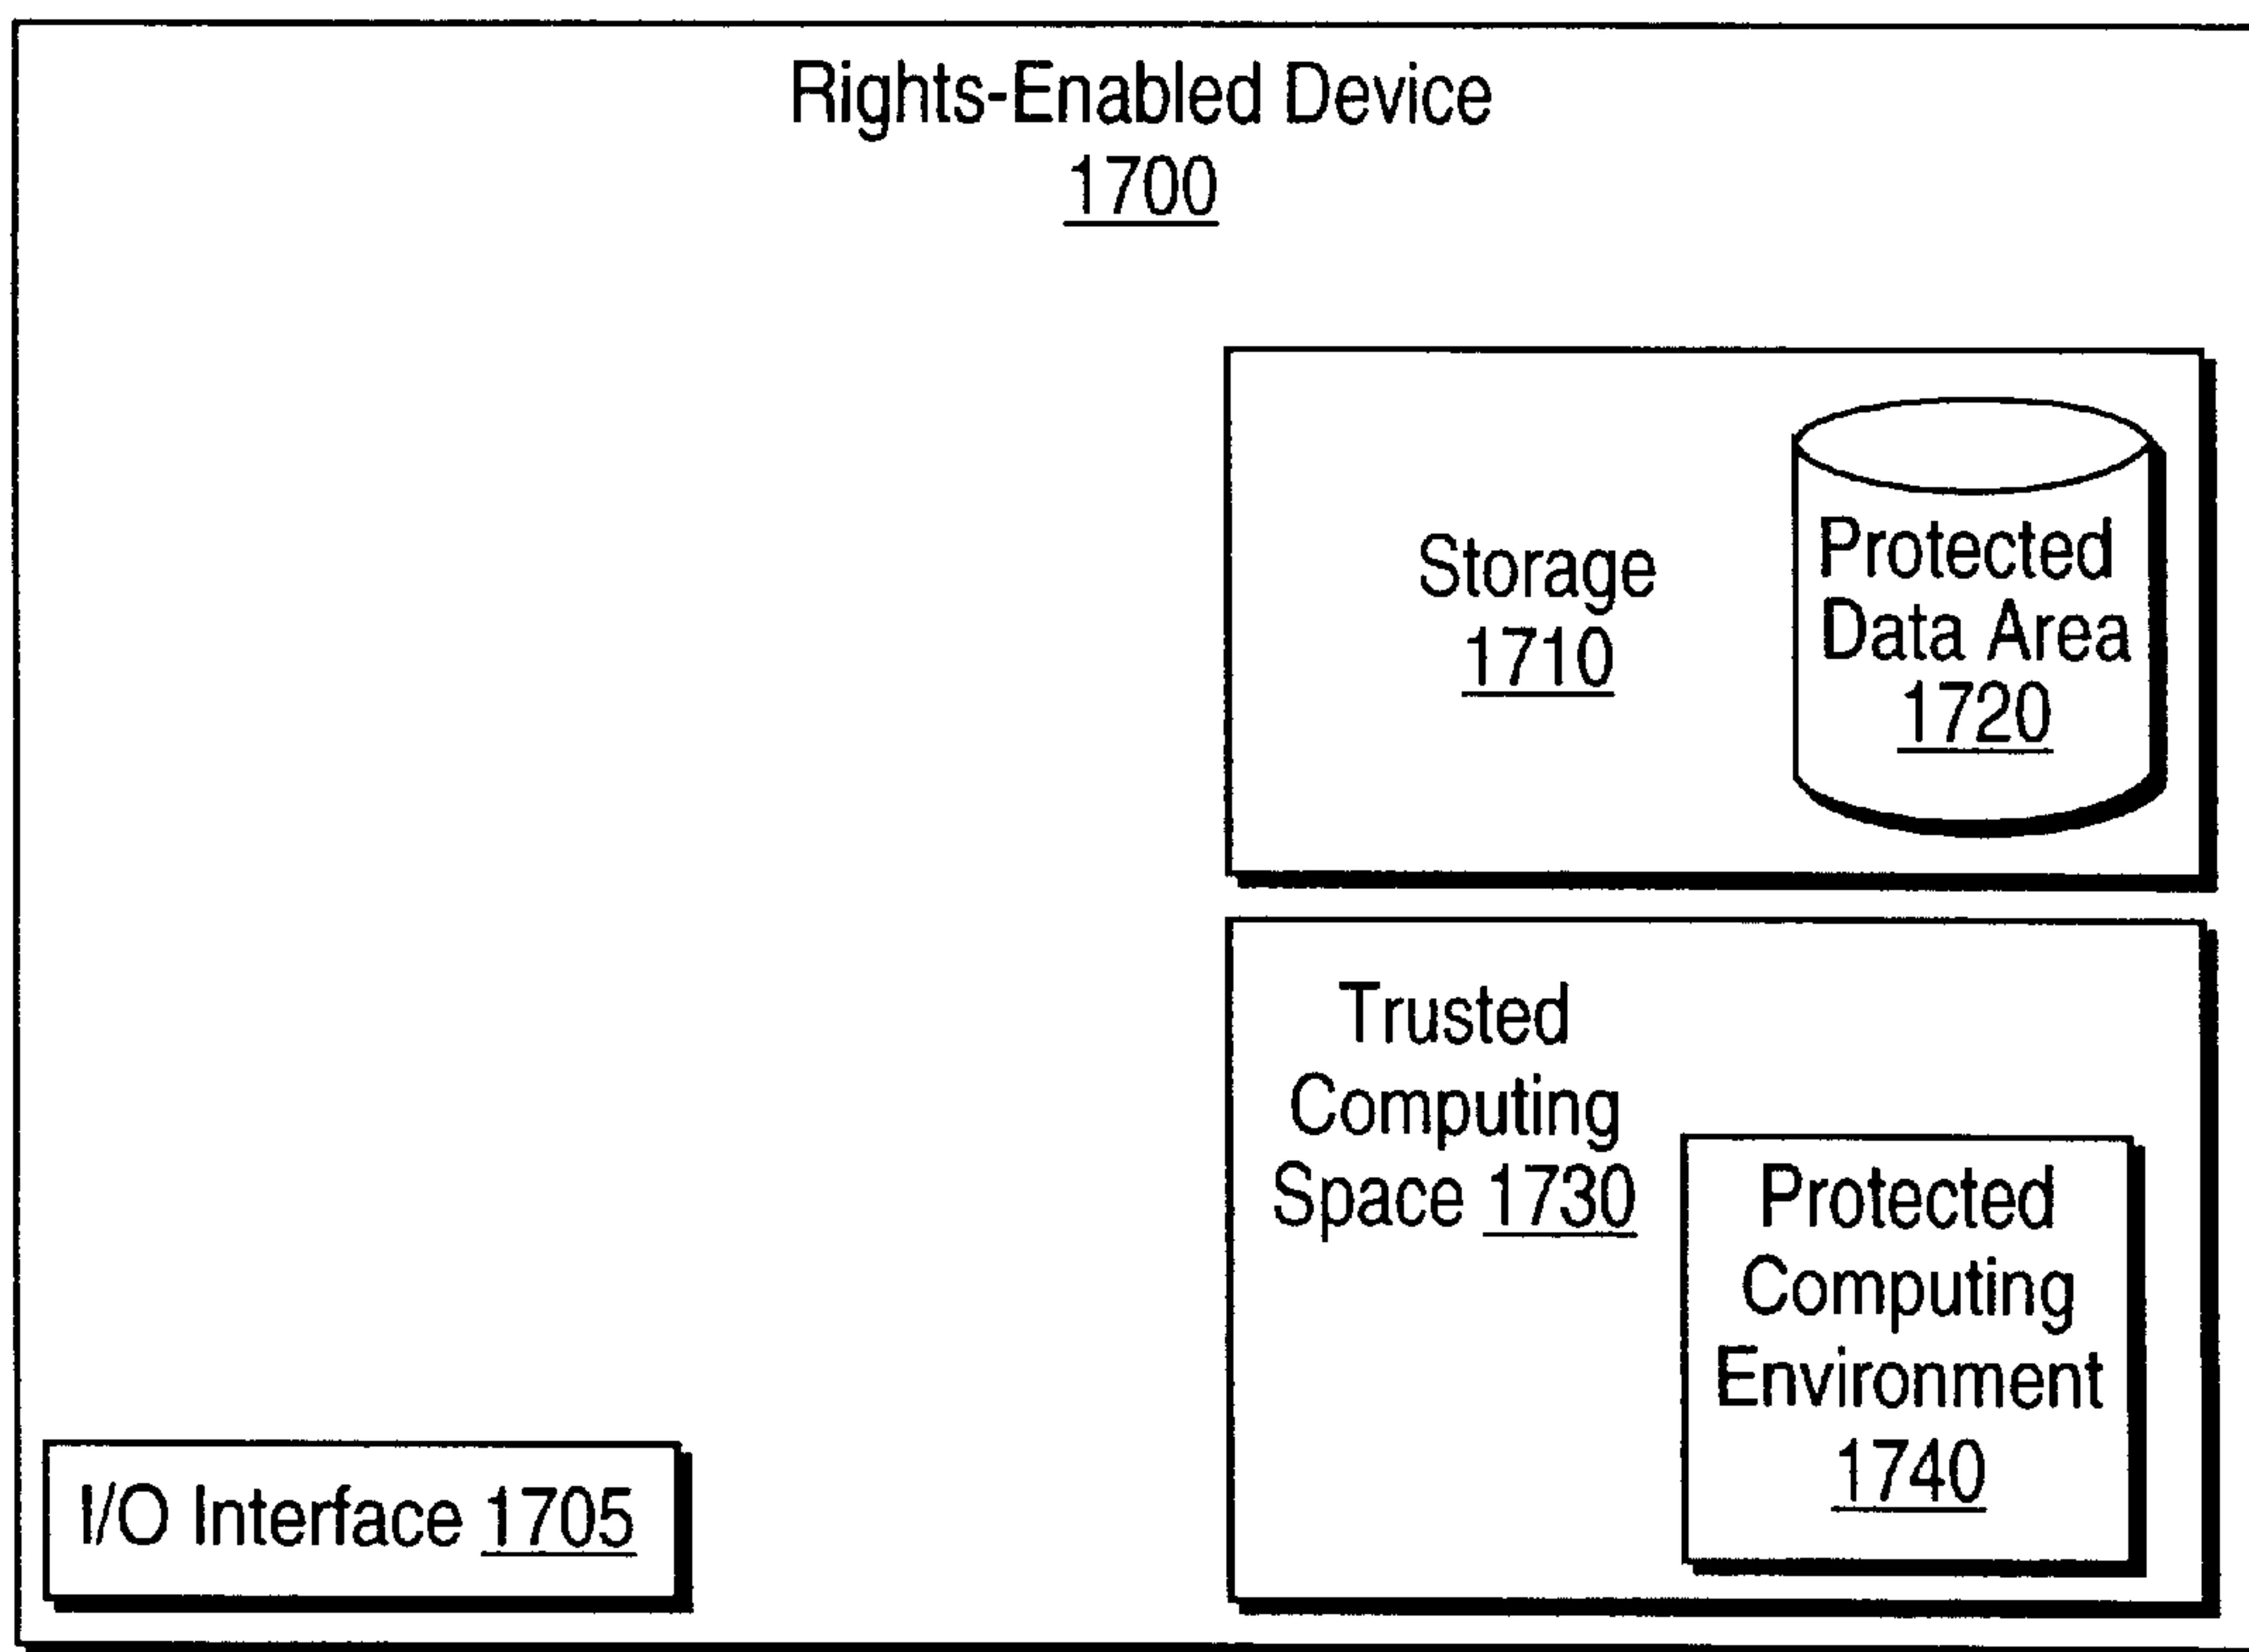 Rights-Enabled Device
1700
Storage
1710
Protected
Data Area
1720
Trusted
Computing
Space 1730
Protected
Computing
Environment
1740
I/O Interface 1705